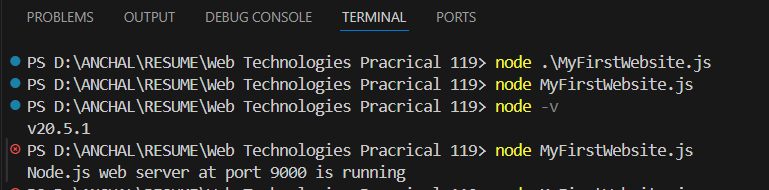 PROBLEMS OUTPUT DEBUG CONSOLE TERMINAL PORTS
PS D:\ANCHAL\RESUME\Web Technologies Pracrical 119> node .\MyFirstWebsite.js
PS D:\ANCHAL\RESUME\Web Technologies Pracrical 119> node MyFirstWebsite.js
PS D:\ANCHAL\RESUME\Web Technologies Pracrical 119> node -v
v20.5.1
PS D:\ANCHAL\RESUME\Web Technologies Pracrical 119> node MyFirstWebsite.js
Node.js web server at port 9000 is running